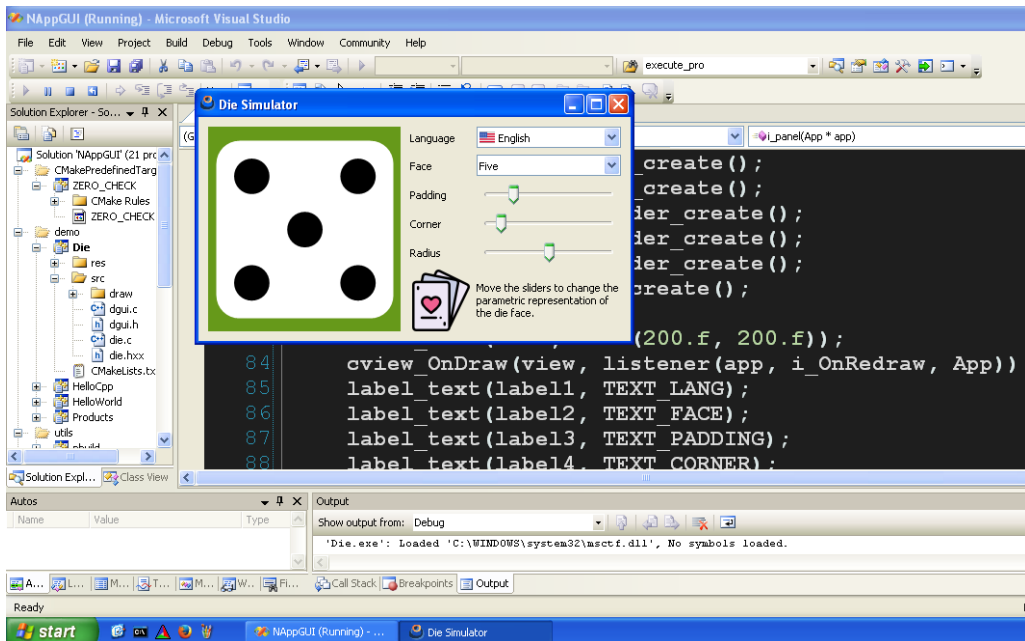 NAppGUI (Running) - Microsoft Visual Studio
File Edit View Project Build Debug Tools Window Community Help
execute_pro
Solution Explorer - So...
Die Simulator
i_panel(App * app)
Solution 'NAppGUI' (21 prc
CMakePredefinedTarg
ZERO_CHECK
CMake Rules
ZERO_CHECK
demo
Die
res
src
draw
dgui.c
dgui.h
die.c
die.hxx
CMakeLists.tx
HelloCpp
HelloWorld
Products
utils
Language English
Face Five
Padding
Corner
Radius
Move the sliders to change the
parametric representation of
the die face.
_create();
_create();
der_create();
der_create();
der_create();
create();
(200.f, 200.f));
84 cview_OnDraw(view, listener(app, i_OnRedraw, App))
85 label_text(label1, TEXT_LANG);
86 label_text(label2, TEXT_FACE);
87 label_text(label3, TEXT_PADDING);
88 label_text(label4, TEXT_CORNER);
Solution Expl... Class View
Autos
Name Value Type
Output
Show output from: Debug
'Die.exe': Loaded 'C:\WINDOWS\system32\msctf.dll', No symbols loaded.
A... L... M... T... M... W... Fi...
Call Stack Breakpoints Output
Ready
start NAppGUI (Running) - ... Die Simulator